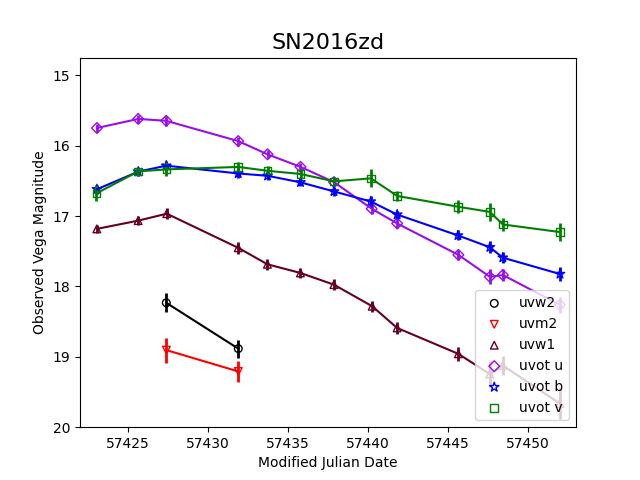 SN2016zd
Observed Vega Magnitude
15
16
17
18
19
20
uvw2
uvm2
uvw1
uvot u
uvot b
uvot v
57425 57430 57435 57440 57445 57450
Modified Julian Date